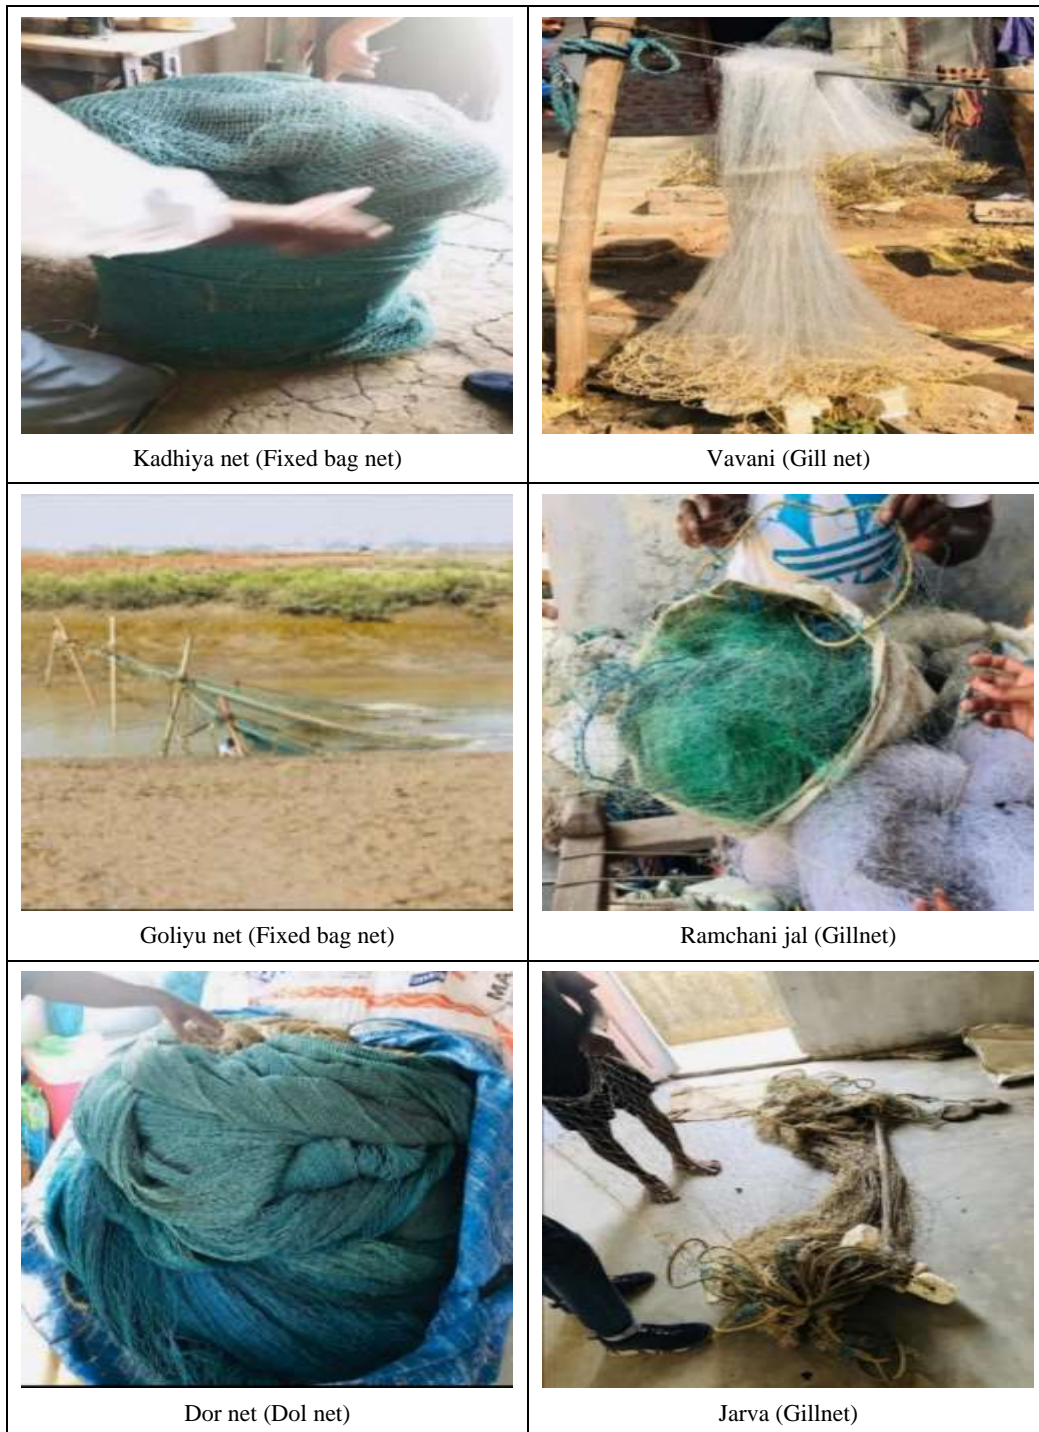 Kadhiya net (Fixed bag net)
Vavani (Gill net)
Goliyu net (Fixed bag net)
Ramchani jal (Gillnet)
MA
Dor net (Dol net)
Jarva (Gillnet)